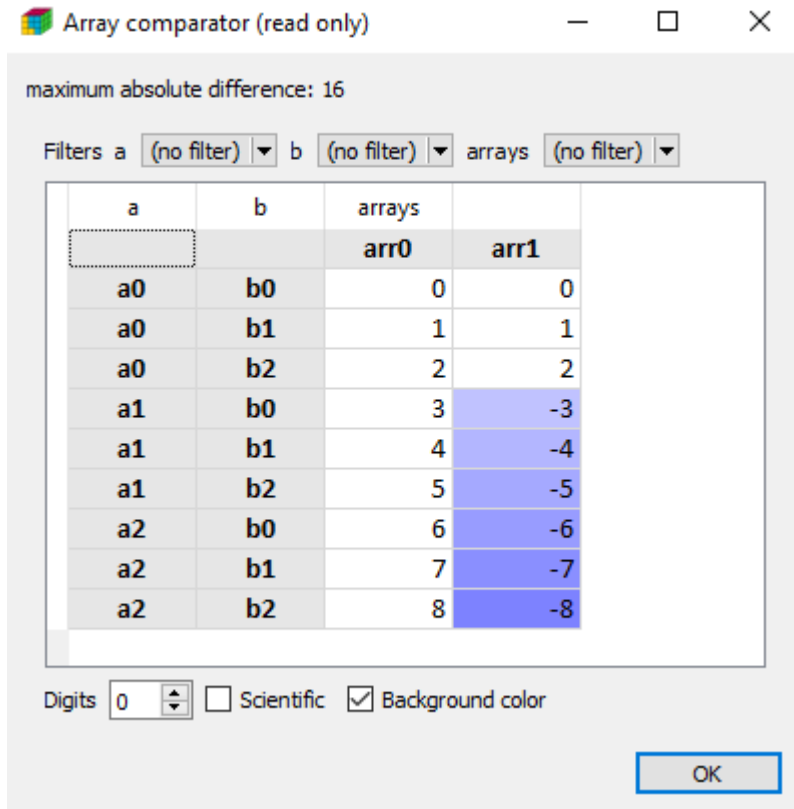 Array comparator (read only)
maximum absolute difference: 16
Filters a (no filter) b (no filter) arrays (no filter)
a b arrays
arr0 arr1
a0 b0 0 0
a0 b1 1 1
a0 b2 2 2
a1 b0 3 -3
a1 b1 4 -4
a1 b2 5 -5
a2 b0 6 -6
a2 b1 7 -7
a2 b2 8 -8
Digits 0 Scientific Background color
OK